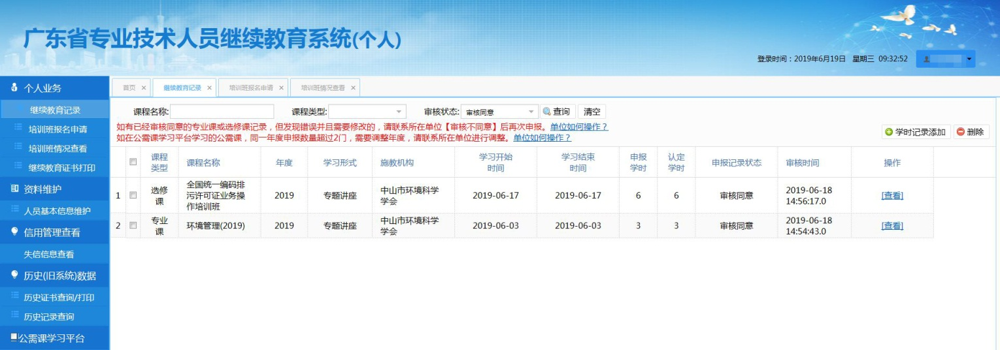 广东省专业技术人员继续教育系统(个人)
登录时间：2019年6月19日 星期三 09:32:52
个人业务
继续教育记录
培训班报名申请
培训班情况查看
继续教育证书打印
资料维护
人员基本信息维护
信用管理查看
失信信息查看
历史(旧系统)数据
历史证书查询/打印
历史记录查询
公需课学习平台
首页 × 继续教育记录 × 培训班报名申请 × 培训班情况查看 ×
课程名称: 课程类型: 审核状态: 审核同意 查询 清空
如有已经审核同意的专业课或选修课记录，但发现错误并且需要修改的，请联系所在单位【审核不同意】后再次申报。单位如何操作？
如在公需课学习平台学习的公需课，同一年度申报数量超过2门，需要调整年度，请联系所在单位进行调整。单位如何操作？
学时记录添加 删除
课程类型 课程名称 年度 学习形式 施教机构 学习开始时间 学习结束时间 申报学时 认定学时 申报记录状态 审核时间 操作
1 选修课 全国统一编码排污许可证业务操作培训班 2019 专题讲座 中山市环境科学学会 2019-06-17 2019-06-17 6 6 审核同意 2019-06-18 14:56:17.0 [查看]
2 专业课 环境管理(2019) 2019 专题讲座 中山市环境科学学会 2019-06-03 2019-06-03 3 3 审核同意 2019-06-18 14:54:43.0 [查看]